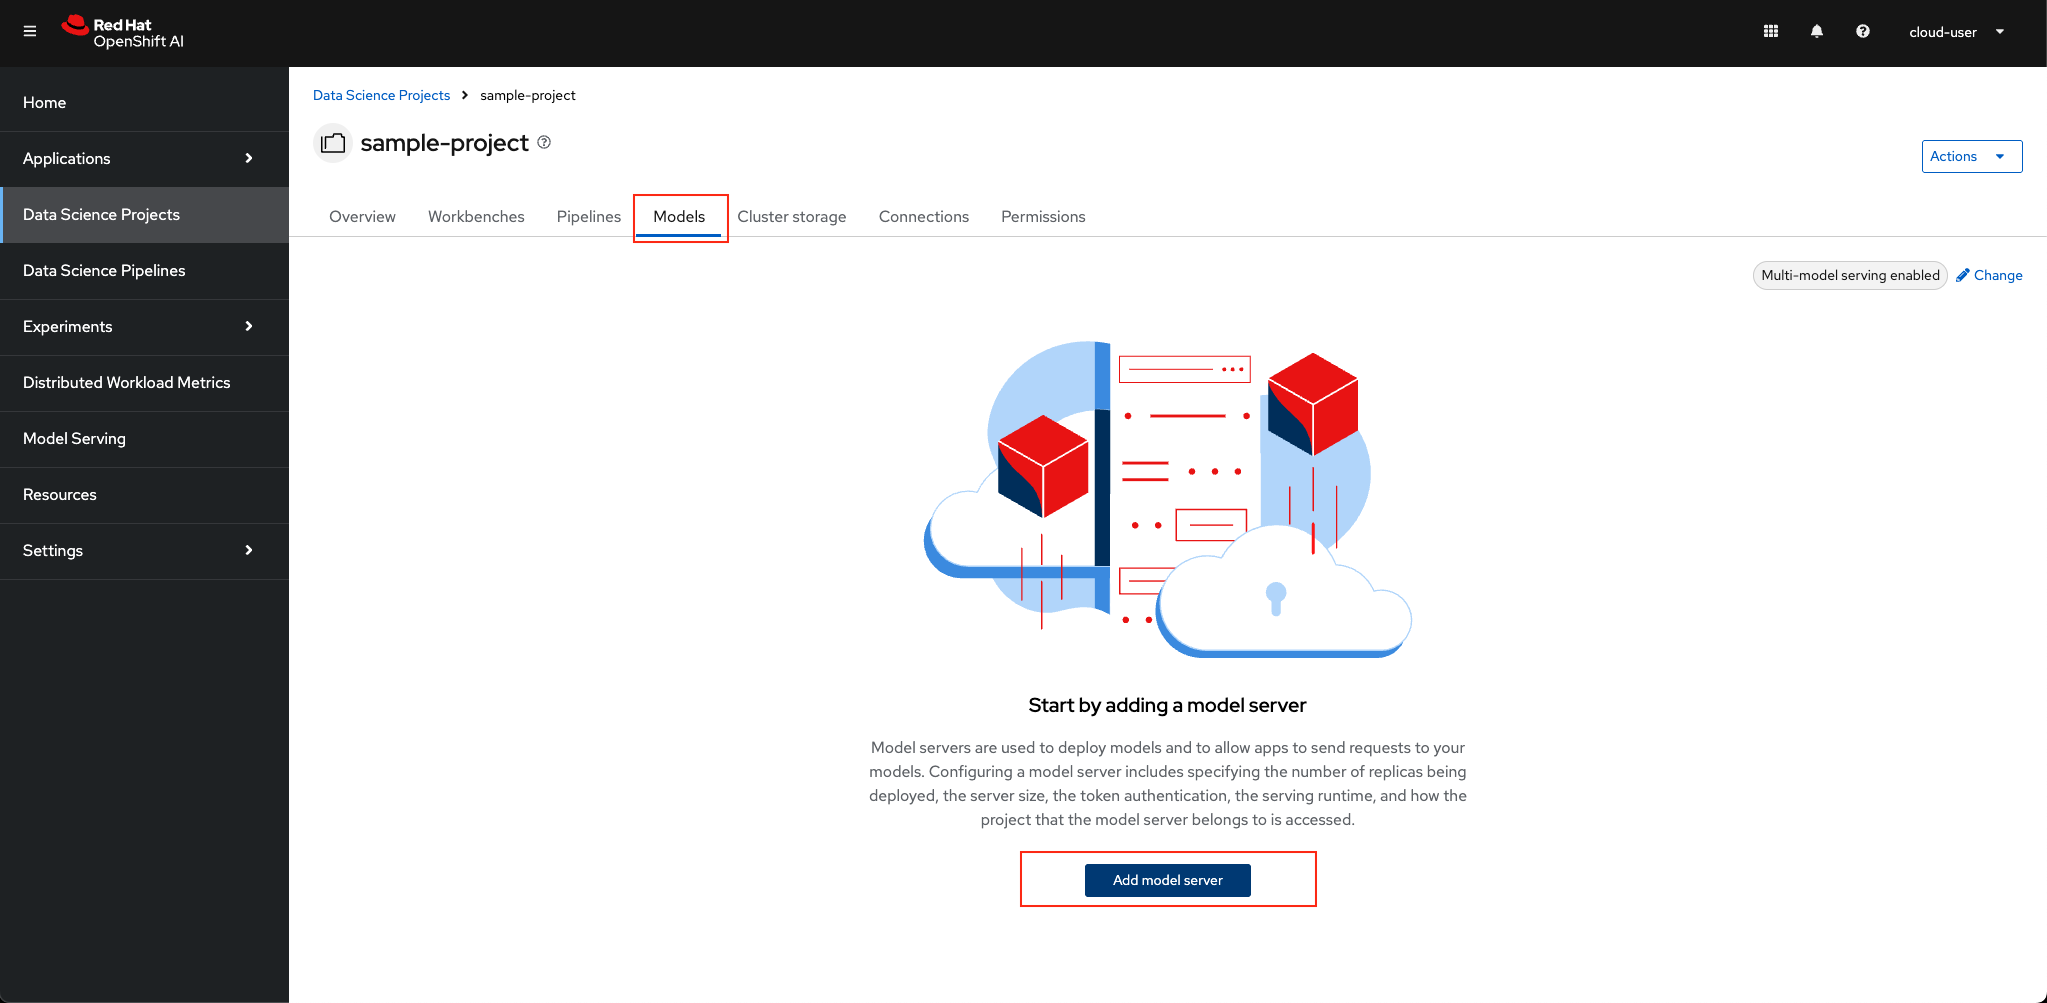 Red Hat
OpenShift AI
cloud-user
Home
Applications
Data Science Projects
Data Science Pipelines
Experiments
Distributed Workload Metrics
Model Serving
Resources
Settings
Data Science Projects > sample-project
sample-project
Actions
Overview Workbenches Pipelines Models Cluster storage Connections Permissions
Multi-model serving enabled Change
Start by adding a model server
Model servers are used to deploy models and to allow apps to send requests to your
models. Configuring a model server includes specifying the number of replicas being
deployed, the server size, the token authentication, the serving runtime, and how the
project that the model server belongs to is accessed.
Add model server